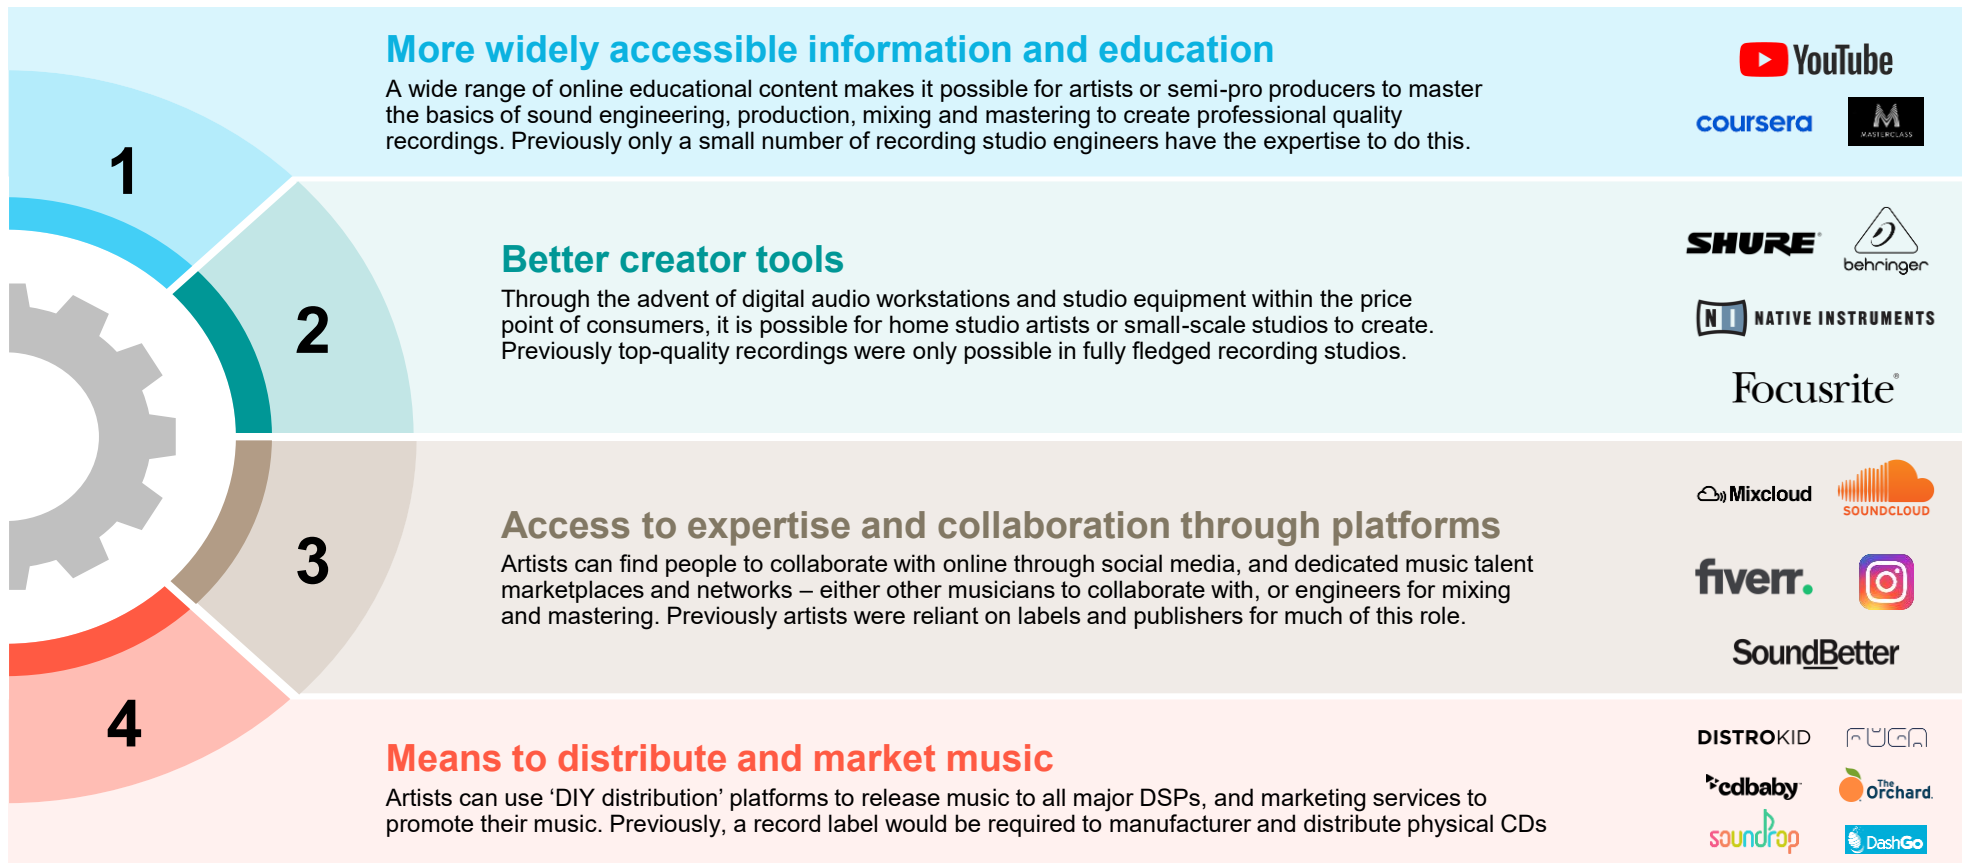 1
More widely accessible information and education
A wide range of online educational content makes it possible for artists or semi-pro producers to master
the basics of sound engineering, production, mixing and mastering to create professional quality
recordings. Previously only a small number of recording studio engineers have the expertise to do this.
YouTube
coursera
MASTERCLASS
2
Better creator tools
Through the advent of digital audio workstations and studio equipment within the price
point of consumers, it is possible for home studio artists or small-scale studios to create.
Previously top-quality recordings were only possible in fully fledged recording studios.
SHURE
behringer
NI NATIVE INSTRUMENTS
Focusrite®
3
Access to expertise and collaboration through platforms
Artists can find people to collaborate with online through social media, and dedicated music talent
marketplaces and networks – either other musicians to collaborate with, or engineers for mixing
and mastering. Previously artists were reliant on labels and publishers for much of this role.
Mixcloud
SOUNDCLOUD
fiverr.
SoundBetter
4
Means to distribute and market music
Artists can use ‘DIY distribution’ platforms to release music to all major DSPs, and marketing services to
promote their music. Previously, a record label would be required to manufacturer and distribute physical CDs
DISTROKID
FUGA
cdbaby
The Orchard.
soundrop
DashGo